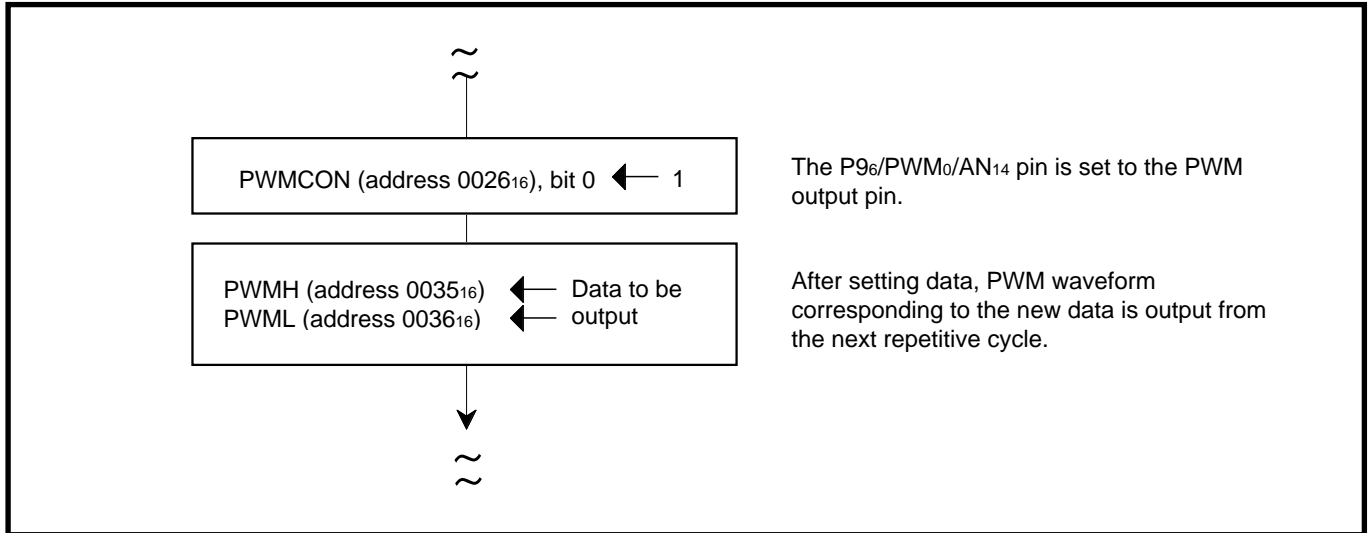 PWMCON (address 0026₁₆), bit 0 ← 1
The P9₆/PWM₀/AN₁₄ pin is set to the PWM
output pin.
PWMH (address 0035₁₆) ← Data to be
PWML (address 0036₁₆) ← output
After setting data, PWM waveform
corresponding to the new data is output from
the next repetitive cycle.